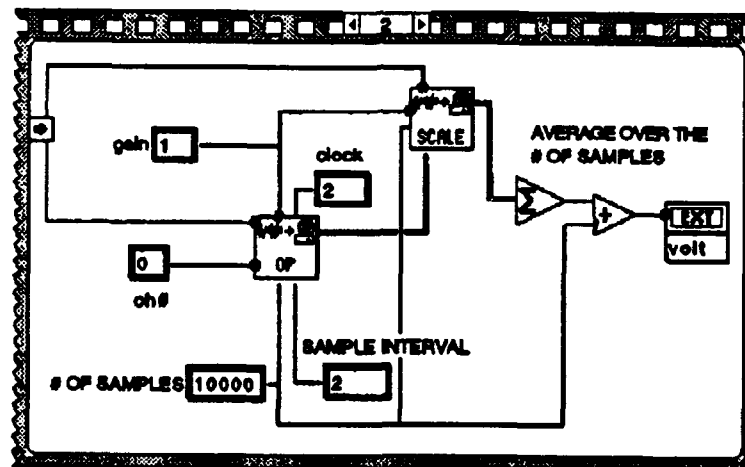 2
gain 1
clock
2
SCALE
AVERAGE OVER THE
# OF SAMPLES
Σ
+
EXT
volt
0
OP
ch#
SAMPLE INTERVAL
# OF SAMPLES 10000
2